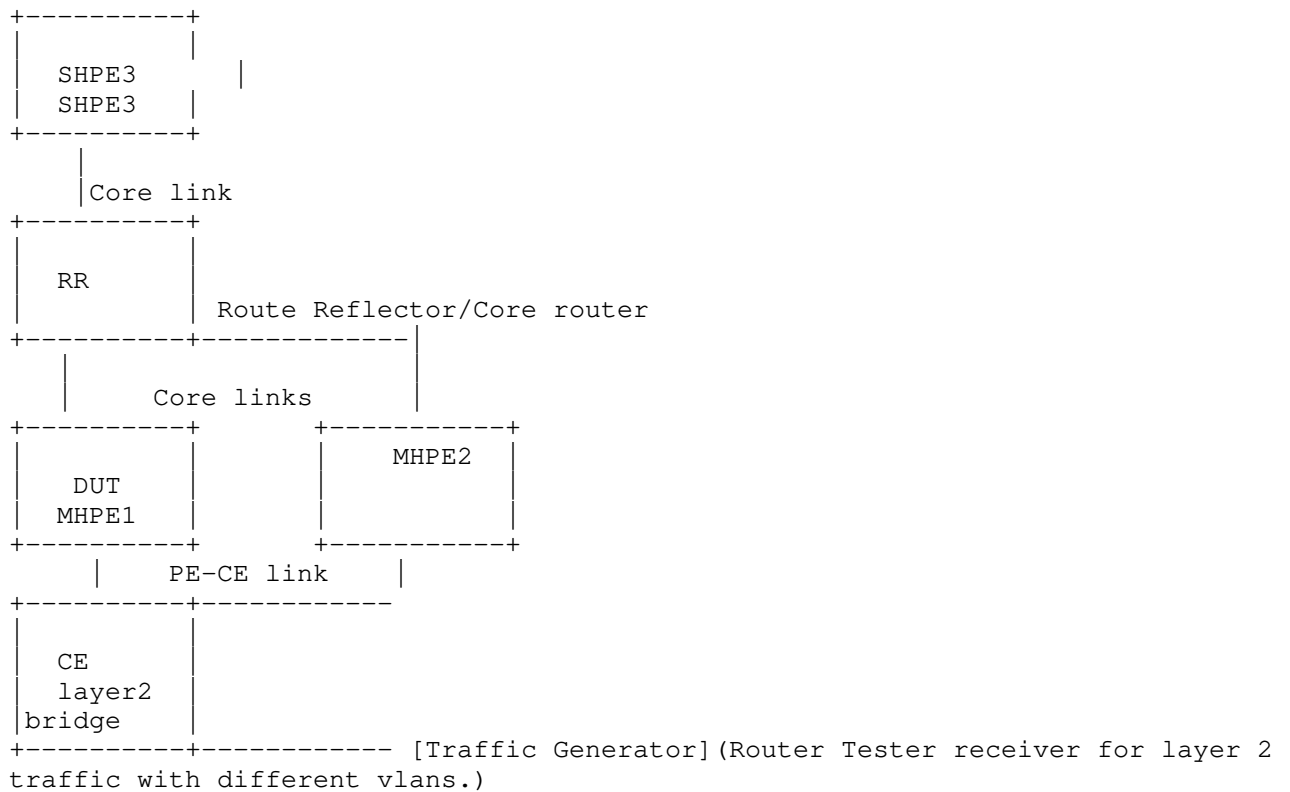 SHPE3
SHPE3
Core link
RR
Route Reflector/Core router
Core links
MHPE2
DUT
MHPE1
PE-CE link
CE
layer2
bridge
[Traffic Generator](Router Tester receiver for layer 2
traffic with different vlans.)